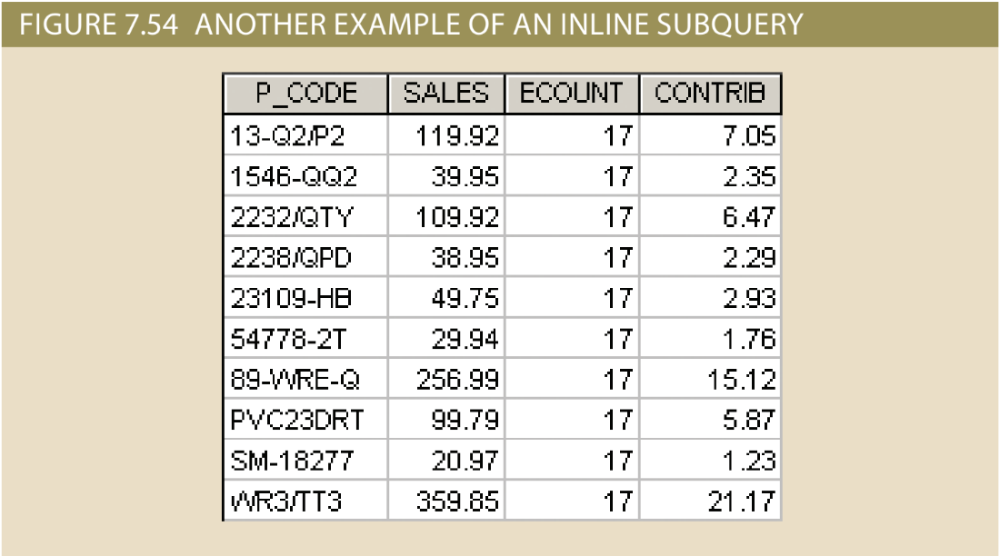 FIGURE 7.54 ANOTHER EXAMPLE OF AN INLINE SUBQUERY
P_CODE SALES ECOUNT CONTRIB
13-Q2/P2 119.92 17 7.05
1546-QQ2 39.95 17 2.35
2232/QTY 109.92 17 6.47
2238/QPD 38.95 17 2.29
23109-HB 49.75 17 2.93
54778-2T 29.94 17 1.76
89-WRE-Q 256.99 17 15.12
PVC23DRT 99.79 17 5.87
SM-18277 20.97 17 1.23
WR3/TT3 359.85 17 21.17